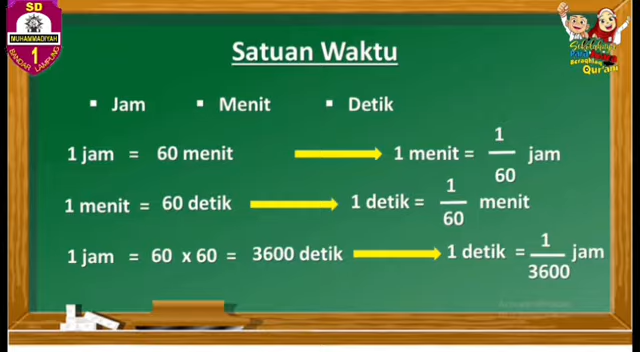 SD
MUHAMMADIYAH
1
BANDAR LAMPUNG
Qur'ani
Satuan Waktu
▪ Jam ▪ Menit ▪ Detik
1 jam = 60 menit 1 menit = 1/60 jam
1 menit = 60 detik 1 detik = 1/60 menit
1 jam = 60 x 60 = 3600 detik 1 detik = 1/3600 jam